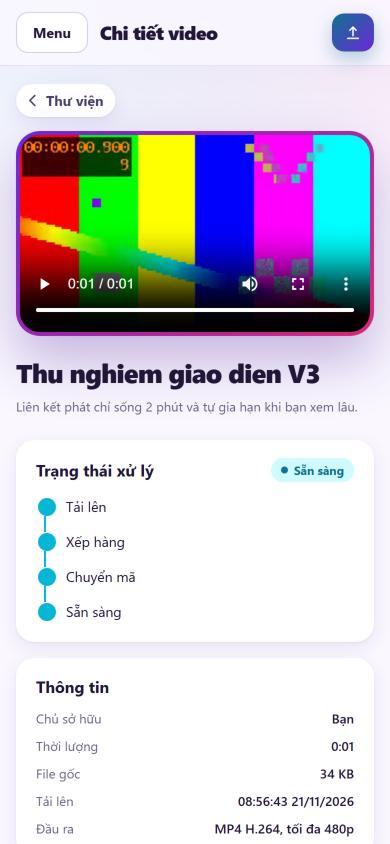 Menu
Chi tiết video
Thư viện
00:00:00.900
9
0:01 / 0:01
Thu nghiem giao dien V3
Liên kết phát chỉ sống 2 phút và tự gia hạn khi bạn xem lâu.
Trạng thái xử lý
Sẵn sàng
Tải lên
Xếp hàng
Chuyển mã
Sẵn sàng
Thông tin
Chủ sở hữu
Bạn
Thời lượng
0:01
File gốc
34 KB
Tải lên
08:56:43 21/11/2026
Đầu ra
MP4 H.264, tối đa 480p